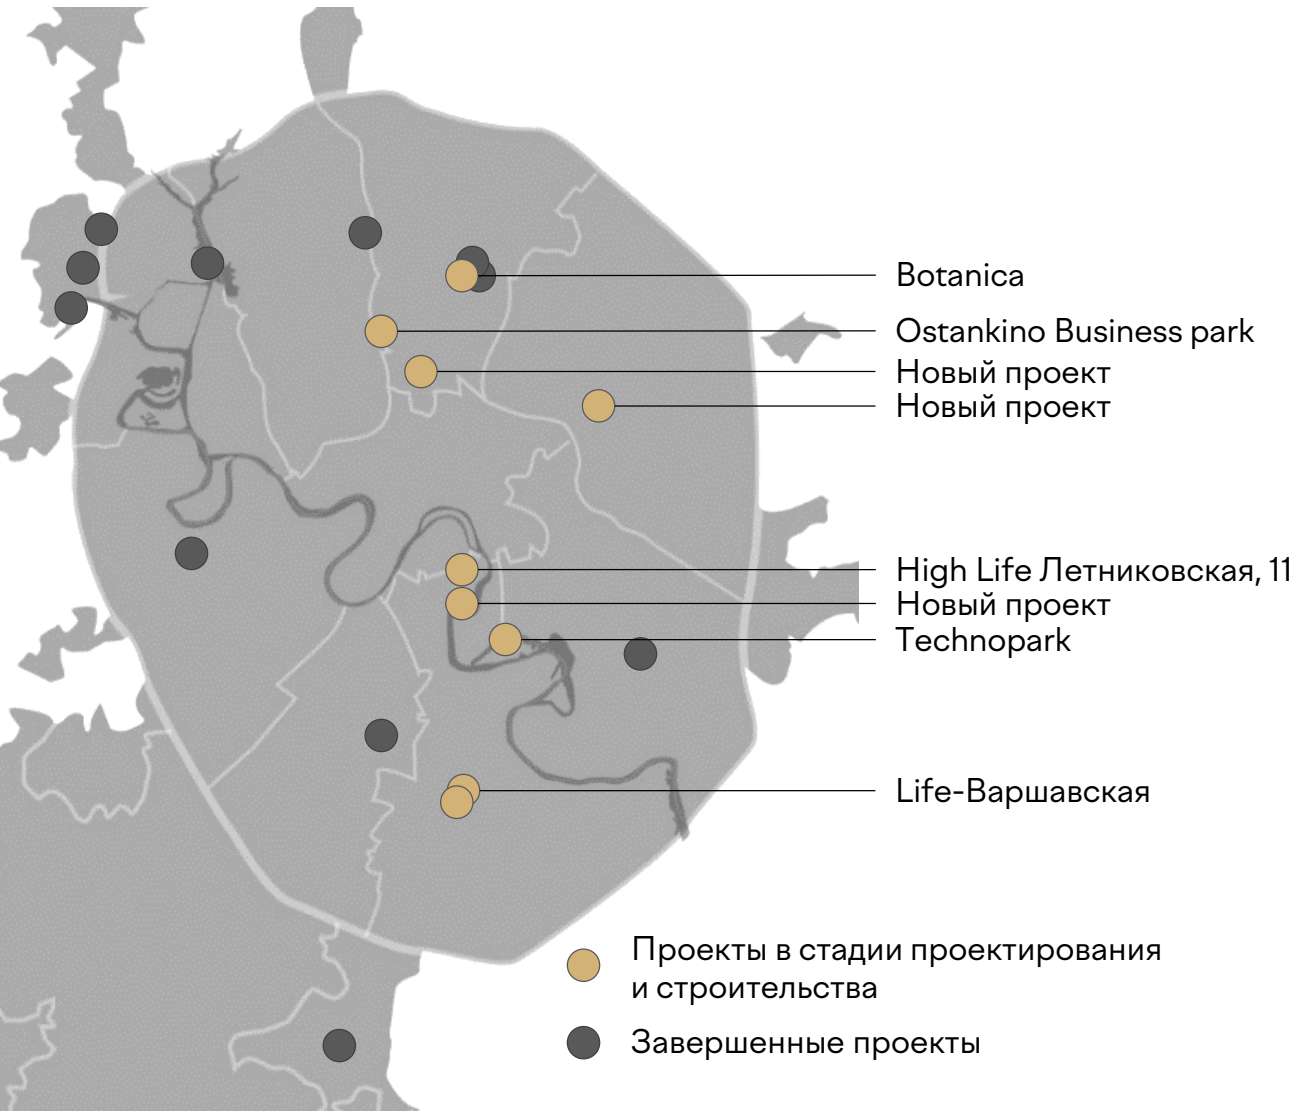 Botanica
Ostankino Business park
Новый проект
Новый проект
High Life Летниковская, 11
Новый проект
Technopark
Life-Варшавская
Проекты в стадии проектирования
и строительства
Завершенные проекты